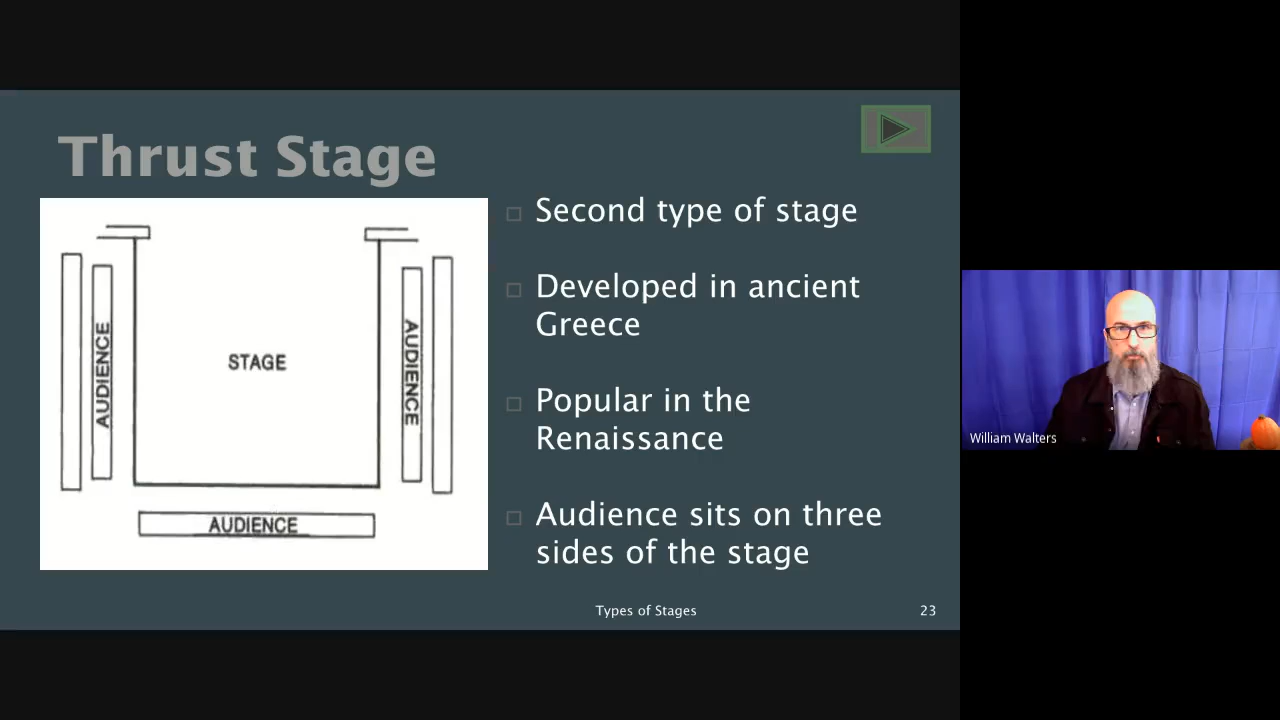 Thrust Stage
STAGE
AUDIENCE
AUDIENCE
AUDIENCE
Second type of stage
Developed in ancient
Greece
Popular in the
Renaissance
Audience sits on three
sides of the stage
Types of Stages
23
William Walters